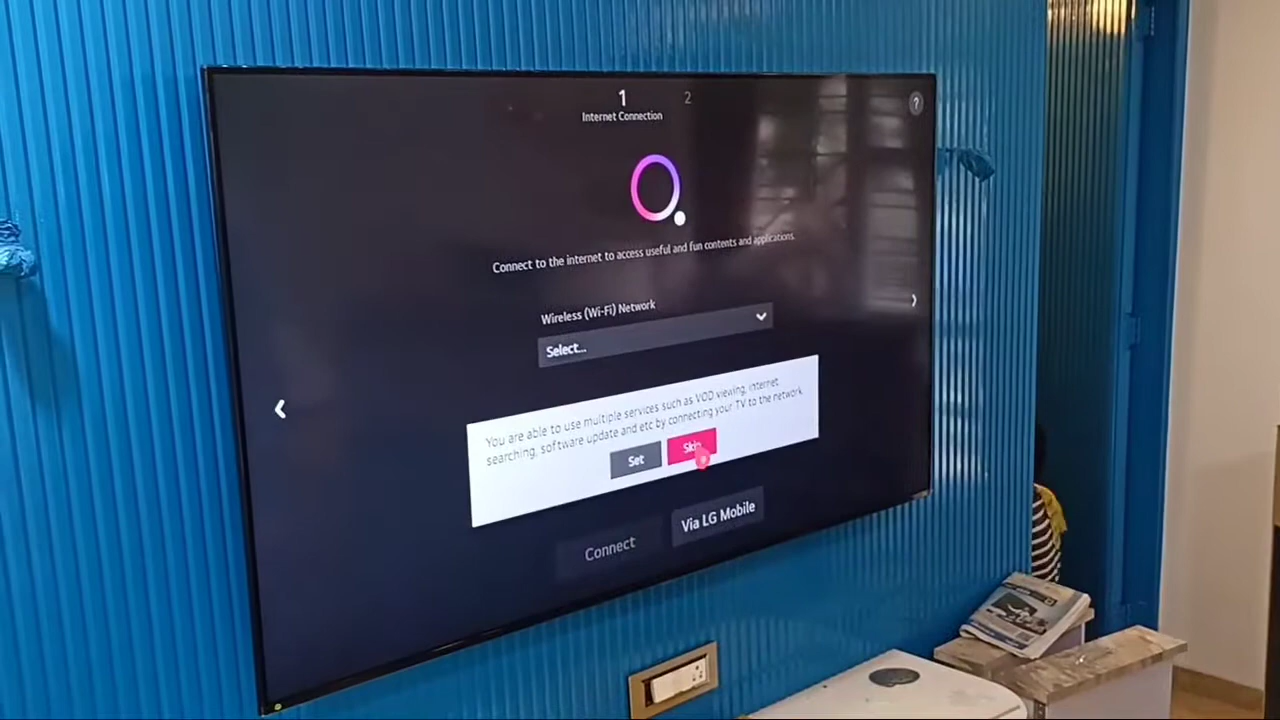 1
2
?
Internet Connection
Connect to the internet to access useful and fun contents and applications.
Wireless (Wi-Fi) Network
Select...
You are able to use multiple services such as VOD viewing, internet
searching, software update and etc by connecting your TV to the network.
Set
Skip
Via LG Mobile
Connect